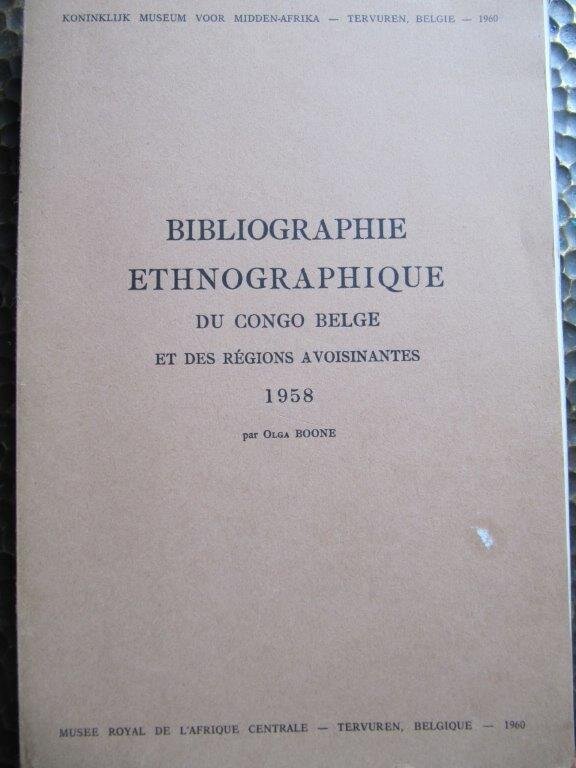 KONINKLIJK MUSEUM VOOR MIDDEN-AFRIKA — TERVUREN, BELGIE — 1960
BIBLIOGRAPHIE
ETHNOGRAPHIQUE
DU CONGO BELGE
ET DES RÉGIONS AVOISINANTES
1958
par OLGA BOONE
MUSEE ROYAL DE L'AFRIQUE CENTRALE — TERVUREN, BELGIQUE — 1960